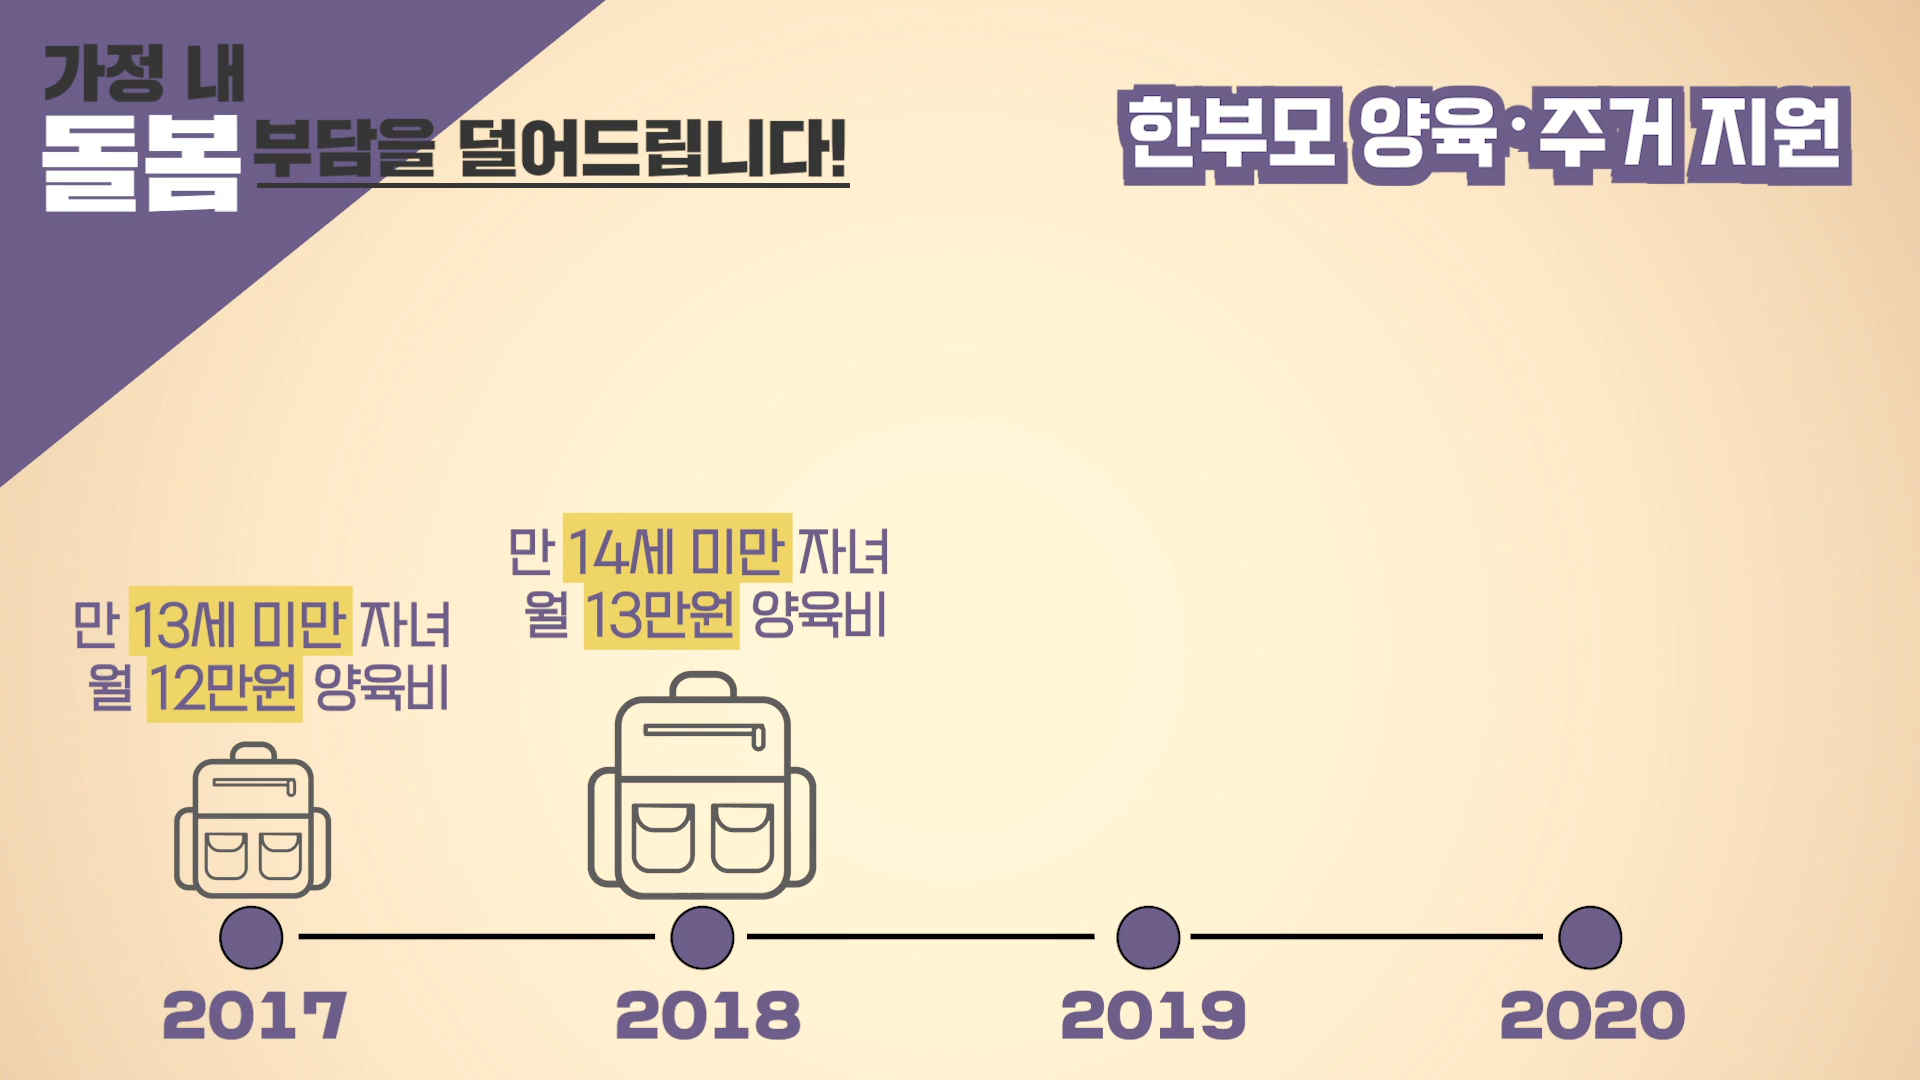 가정 내
돌봄 부담을 덜어드립니다!
한부모 양육·주거 지원
만 13세 미만 자녀
월 12만원 양육비
만 14세 미만 자녀
월 13만원 양육비
2017
2018
2019
2020